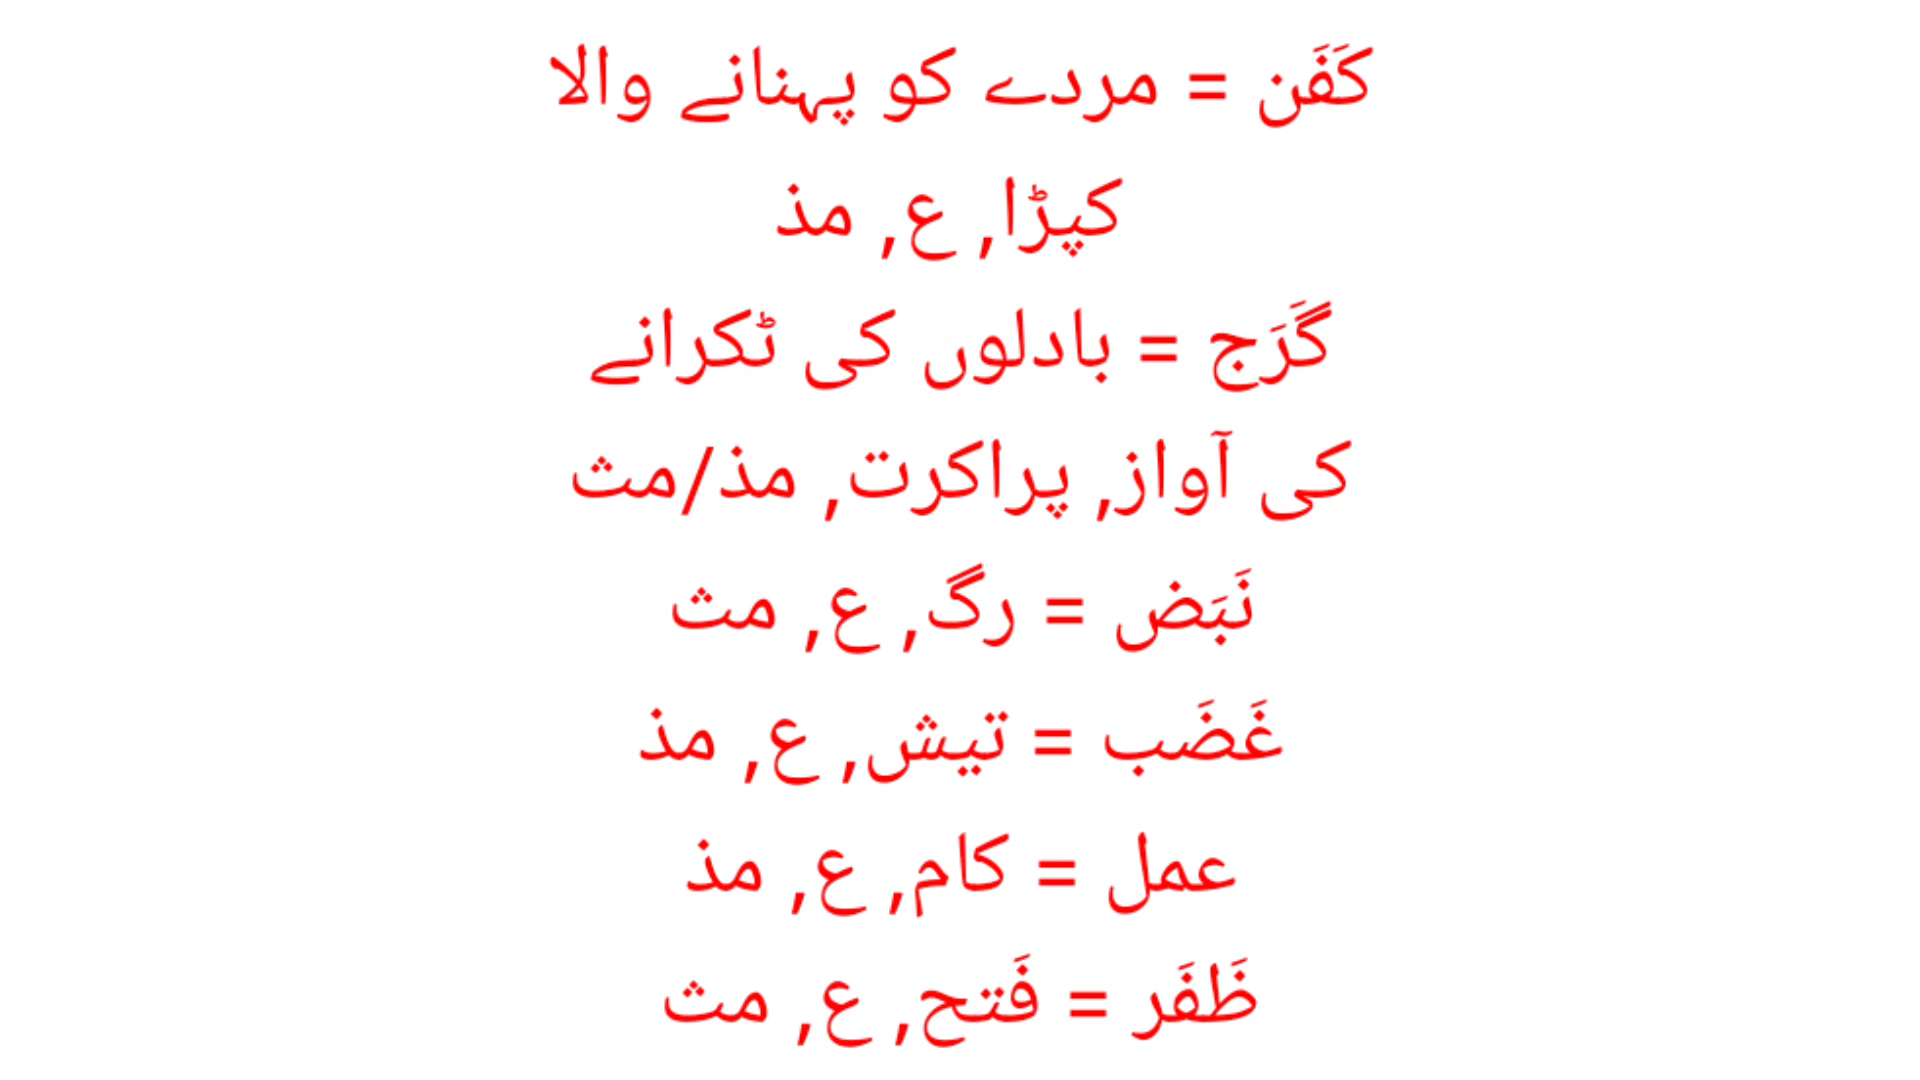 کَفَن = مردے کو پہنانے والا
کپڑا, ع, مذ
گَرَج = بادلوں کی ٹکرانے
کی آواز, پراکرت, مذ/مث
نَبَض = رگ, ع, مث
غَضَب = تیش, ع, مذ
عمل = کام, ع, مذ
ظَفَر = فَتح, ع, مث